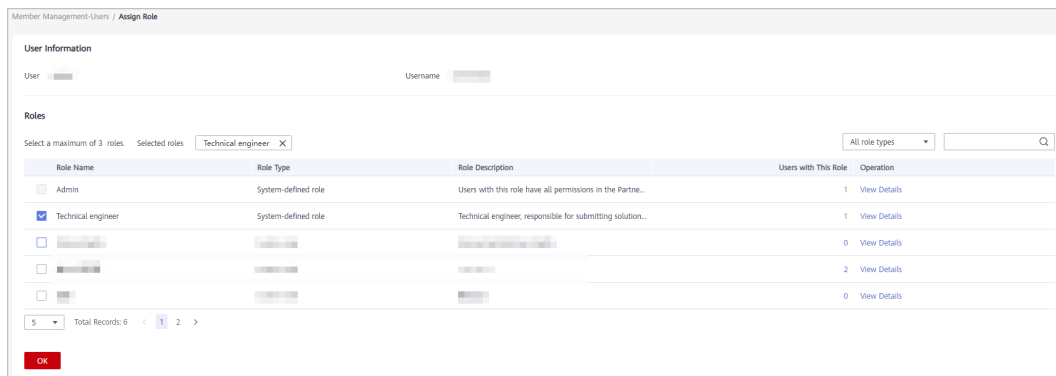 Member Management-Users / Assign Role
User Information
User Username
Roles
Select a maximum of 3 roles. Selected roles Technical engineer X All role types
Role Name Role Type Role Description Users with This Role Operation
Admin System-defined role Users with this role have all permissions in the Partne... 1 View Details
Technical engineer System-defined role Technical engineer, responsible for submitting solution... 1 View Details
0 View Details
2 View Details
0 View Details
5 Total Records: 6 < 1 2 >
OK